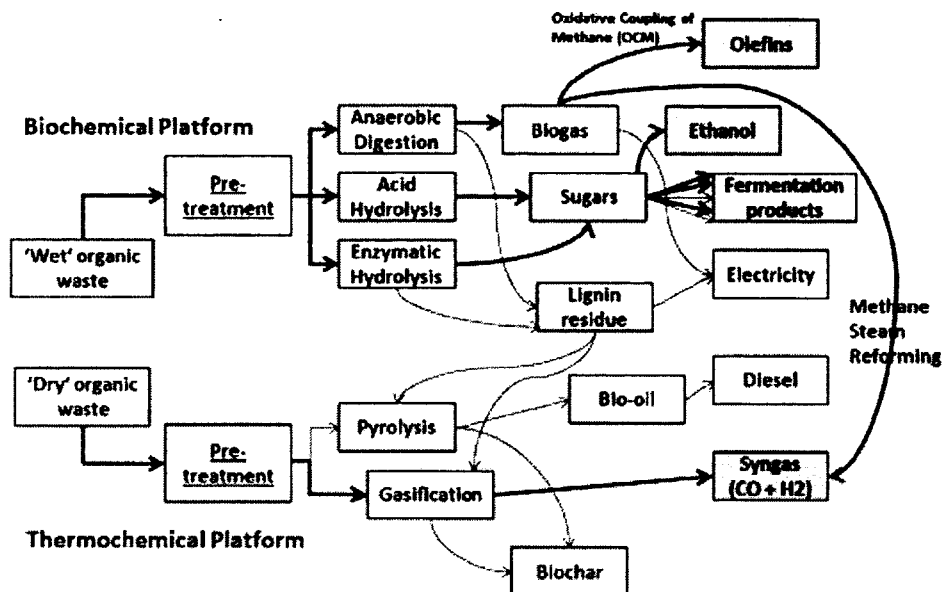 Oxidative Coupling of
Methane (OCM)
Olefins
Biochemical Platform
Anaerobic
Digestion
Biogas
Ethanol
Pre-
treatment
Acid
Hydrolysis
Sugars
Fermentation
products
'Wet' organic
waste
Enzymatic
Hydrolysis
Electricity
Lignin
residue
Methane
Steam
Reforming
'Dry' organic
waste
Diesel
Bio-oil
Pyrolysis
Pre-
treatment
Gasification
Syngas
(CO + H2)
Thermochemical Platform
Biochar